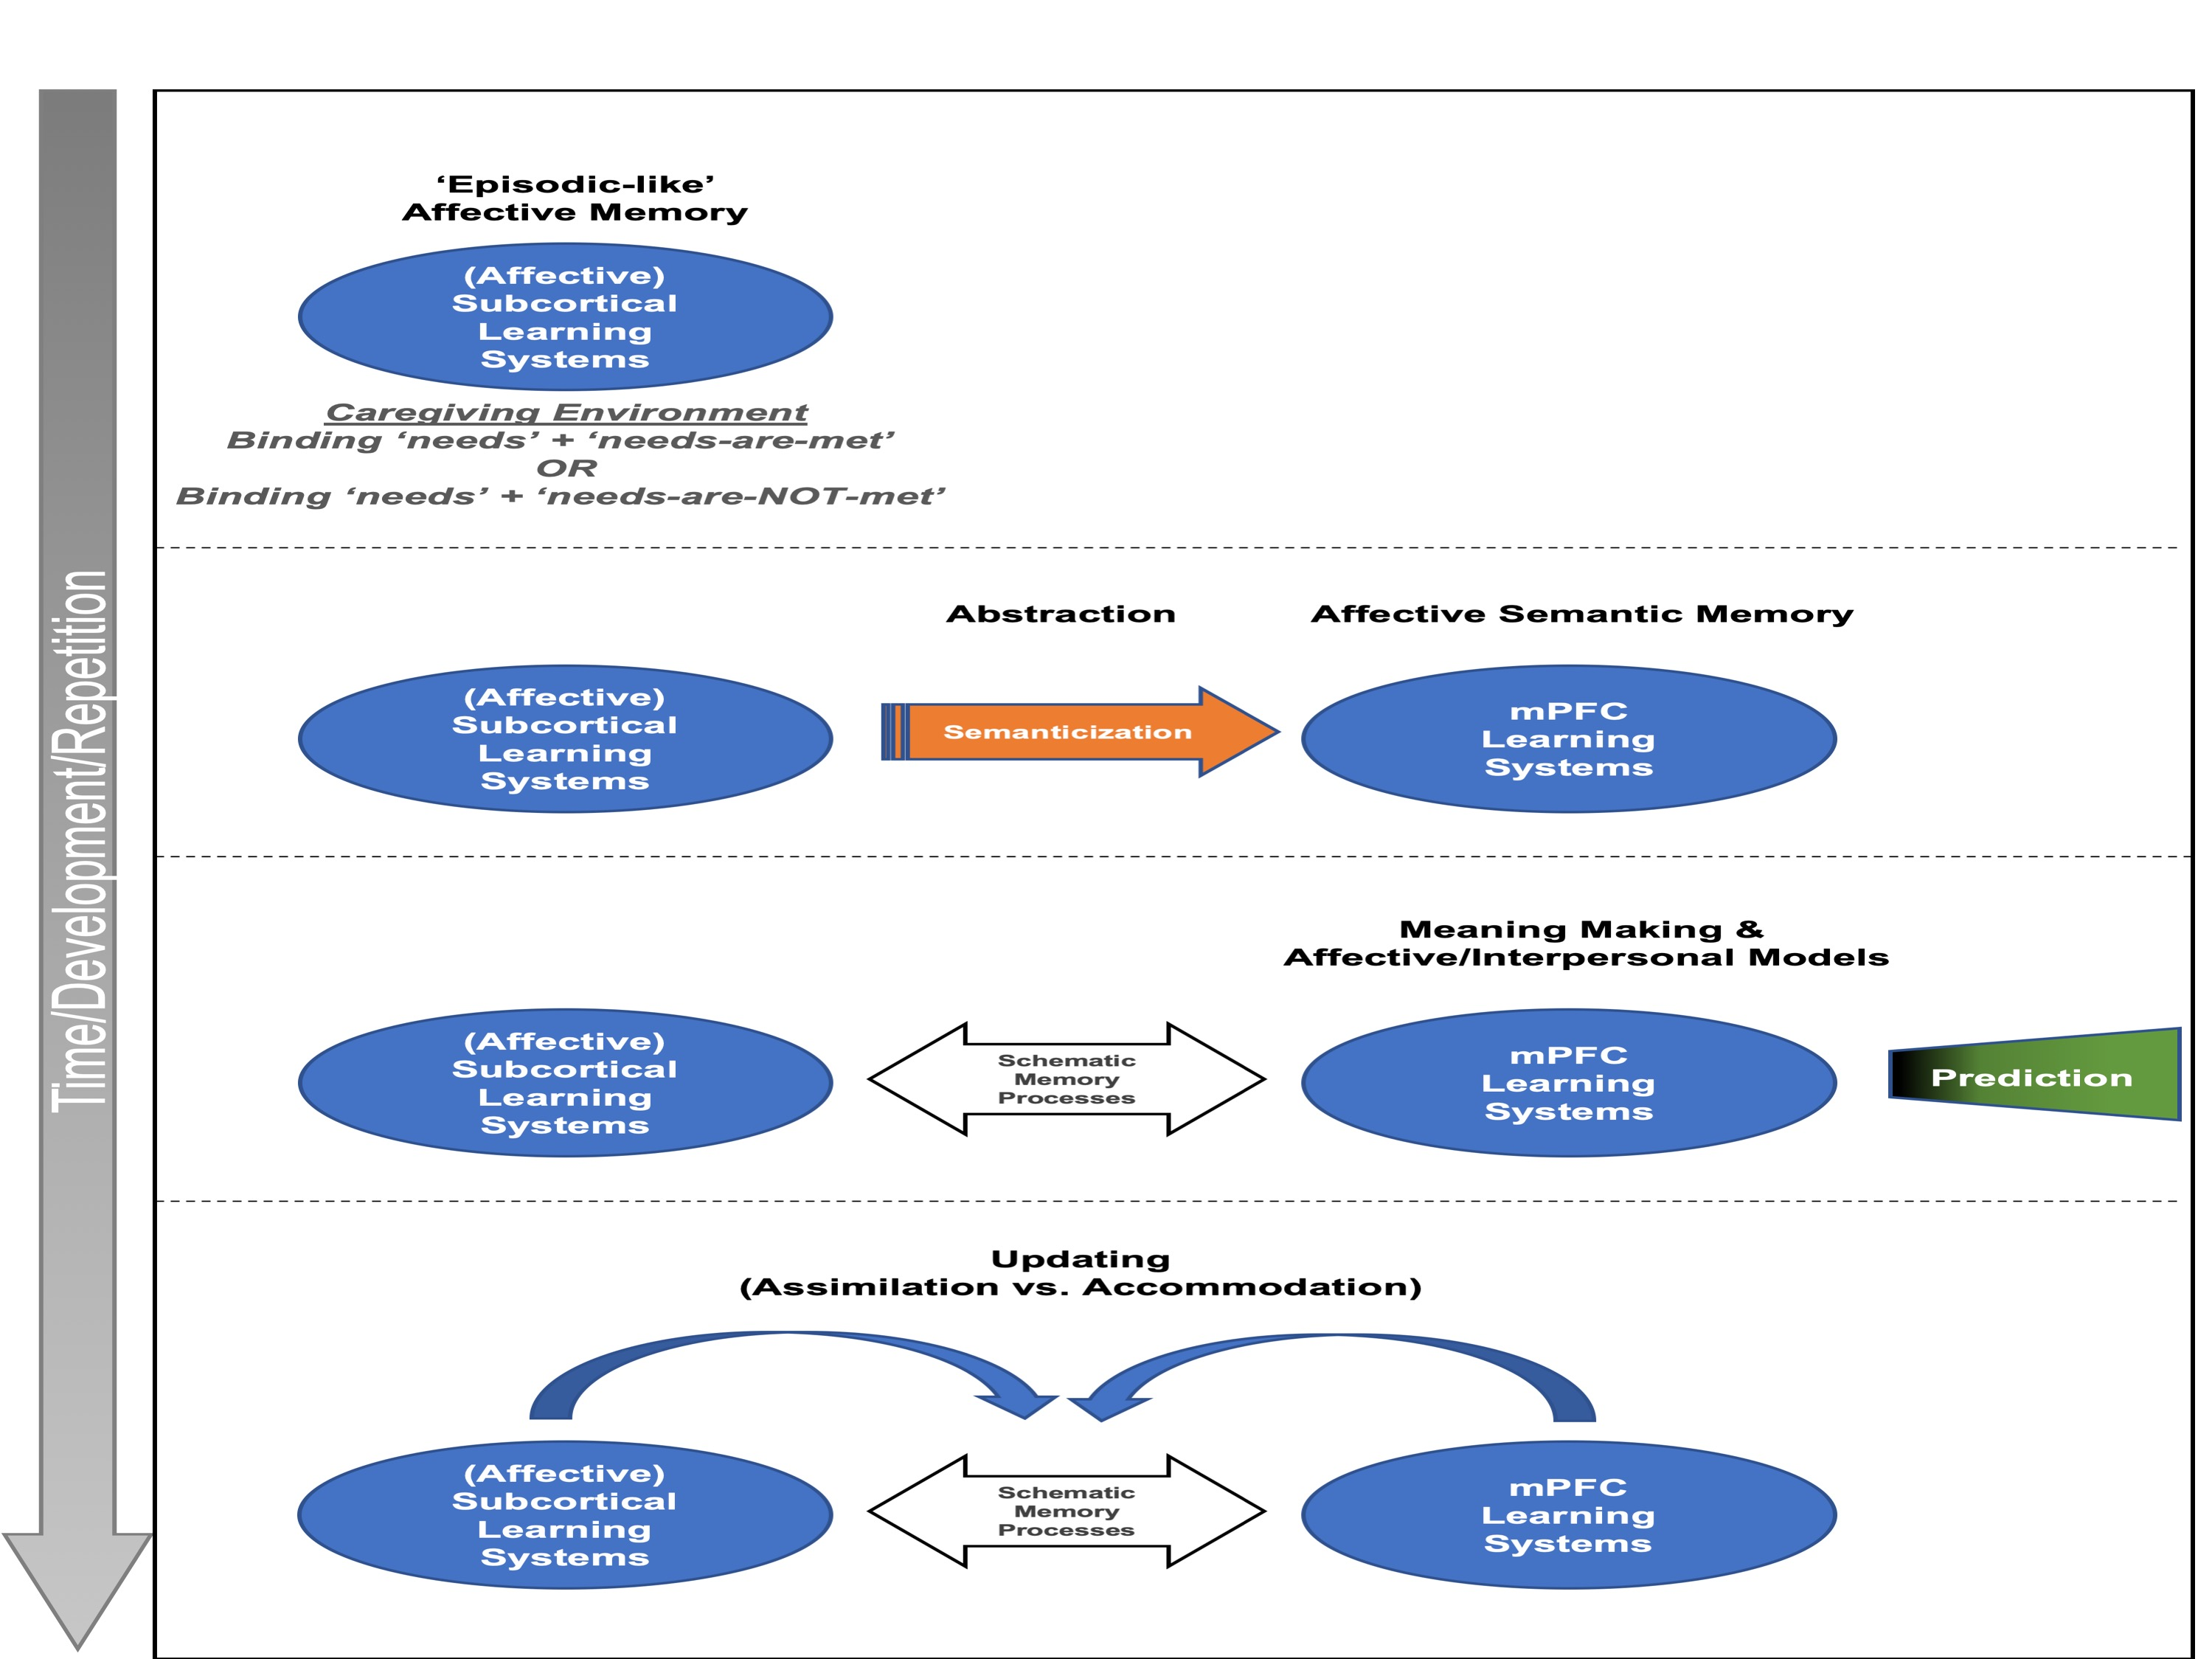 Time/Development/Repetition
‘Episodic-like’
Affective Memory
(Affective)
Subcortical
Learning
Systems
Caregiving Environment
Binding ‘needs’ + ‘needs-are-met’
OR
Binding ‘needs’ + ‘needs-are-NOT-met’
Abstraction
Affective Semantic Memory
(Affective)
Subcortical
Learning
Systems
Semanticization
mPFC
Learning
Systems
Meaning Making &
Affective/Interpersonal Models
(Affective)
Subcortical
Learning
Systems
Schematic
Memory
Processes
mPFC
Learning
Systems
Prediction
Updating
(Assimilation vs. Accommodation)
(Affective)
Subcortical
Learning
Systems
Schematic
Memory
Processes
mPFC
Learning
Systems